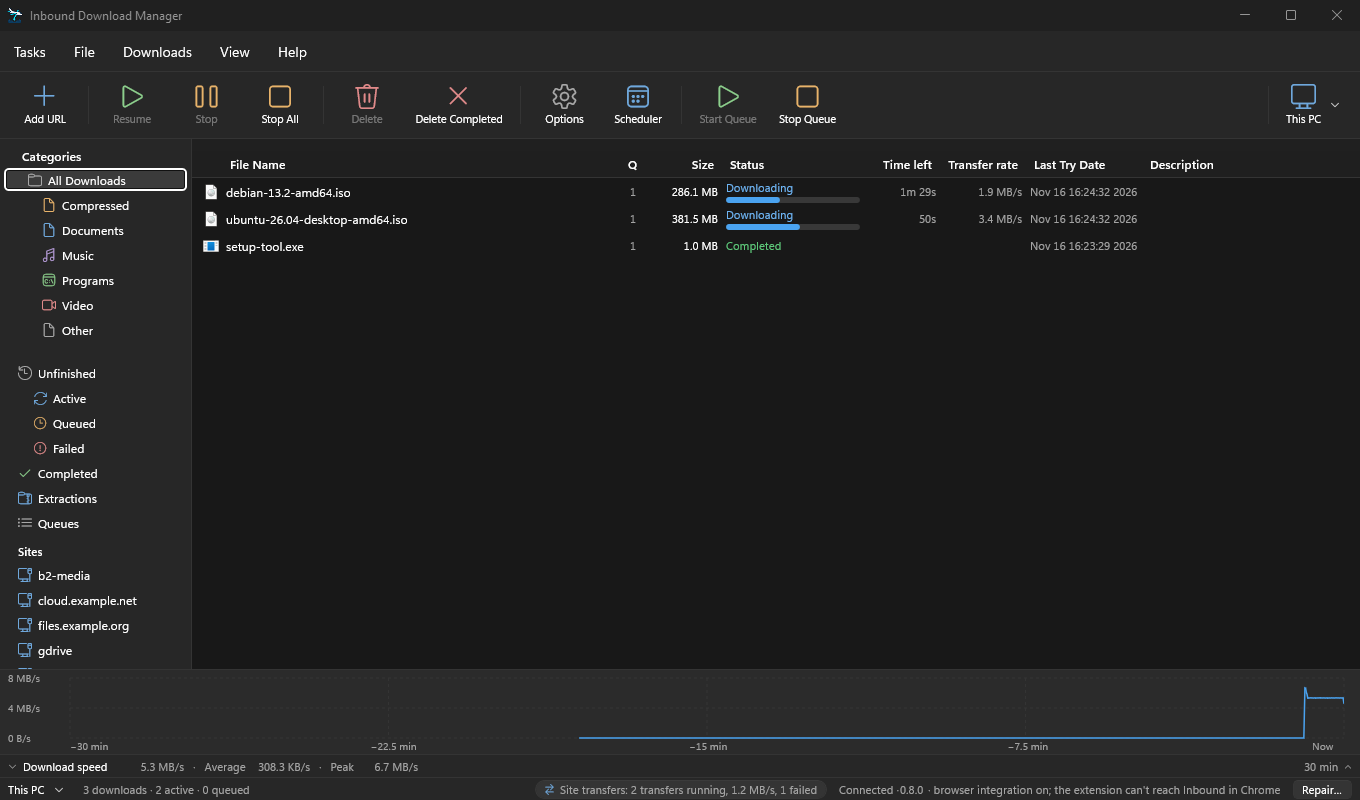 Inbound Download Manager
Tasks File Downloads View Help
Add URL Resume Stop Stop All Delete Delete Completed Options Scheduler Start Queue Stop Queue This PC
Categories
All Downloads
Compressed
Documents
Music
Programs
Video
Other
Unfinished
Active
Queued
Failed
Completed
Extractions
Queues
Sites
b2-media
cloud.example.net
files.example.org
gdrive
File Name Q Size Status Time left Transfer rate Last Try Date Description
debian-13.2-amd64.iso 1 286.1 MB Downloading 1m 29s 1.9 MB/s Nov 16 16:24:32 2026
ubuntu-26.04-desktop-amd64.iso 1 381.5 MB Downloading 50s 3.4 MB/s Nov 16 16:24:32 2026
setup-tool.exe 1 1.0 MB Completed Nov 16 16:23:29 2026
8 MB/s
4 MB/s
0 B/s
−30 min −22.5 min −15 min −7.5 min Now
Download speed 5.3 MB/s · Average 308.3 KB/s · Peak 6.7 MB/s 30 min
This PC 3 downloads · 2 active · 0 queued Site transfers: 2 transfers running, 1.2 MB/s, 1 failed Connected ·0.8.0 · browser integration on; the extension can't reach Inbound in Chrome Repair...